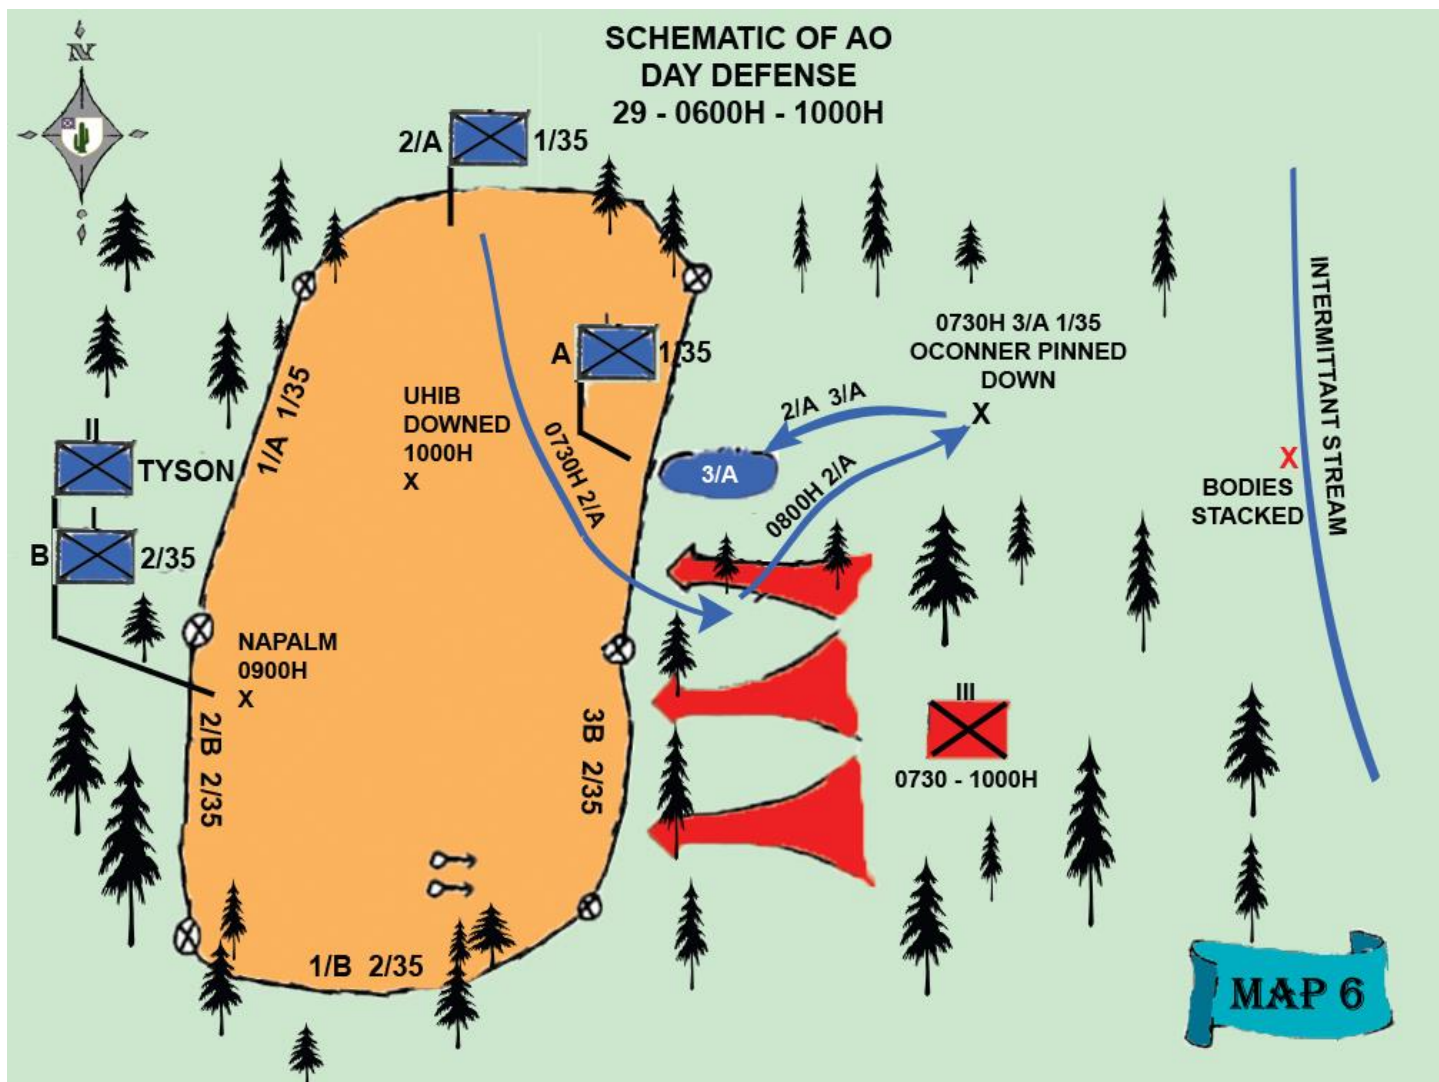 SCHEMATIC OF AO
DAY DEFENSE
29 - 0600H - 1000H
N
2/A
1/35
1/A 1/35
A
1/35
UHIB
DOWNED
1000H
X
0730H 2/A
0730H 3/A 1/35
OCONNER PINNED
DOWN
X
2/A 3/A
3/A
0800H 2/A
INTERMITTANT STREAM
X
BODIES
STACKED
II
TYSON
I
B
2/35
NAPALM
0900H
X
2/B 2/35
3B 2/35
III
0730 - 1000H
1/B 2/35
MAP 6